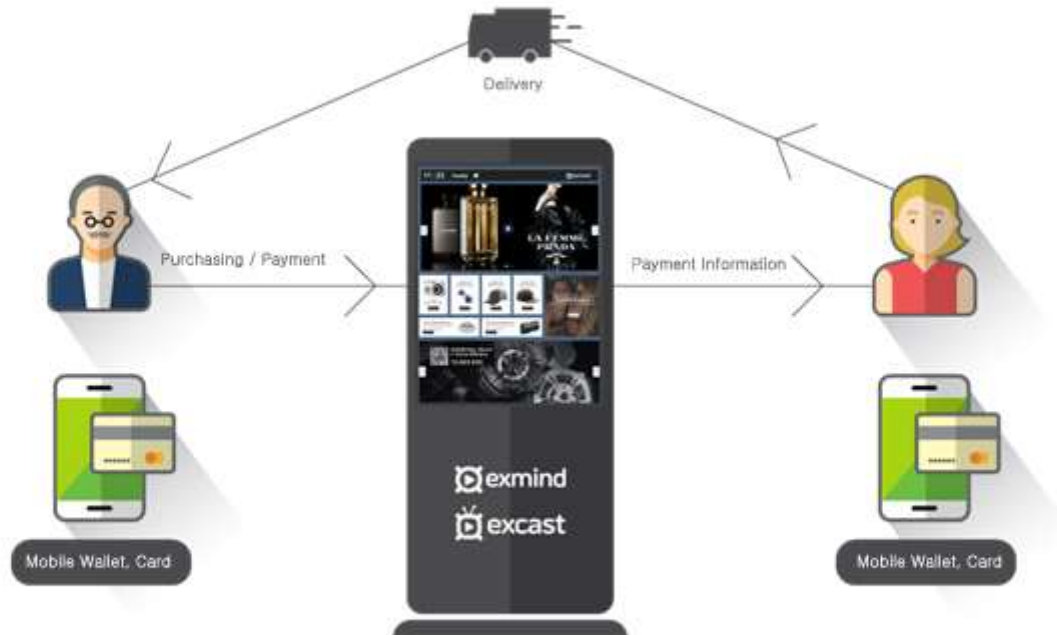 Delivery
Purchasing / Payment
Payment Information
LA FEMME
PRADA
exmind
excast
Mobile Wallet, Card
Mobile Wallet, Card